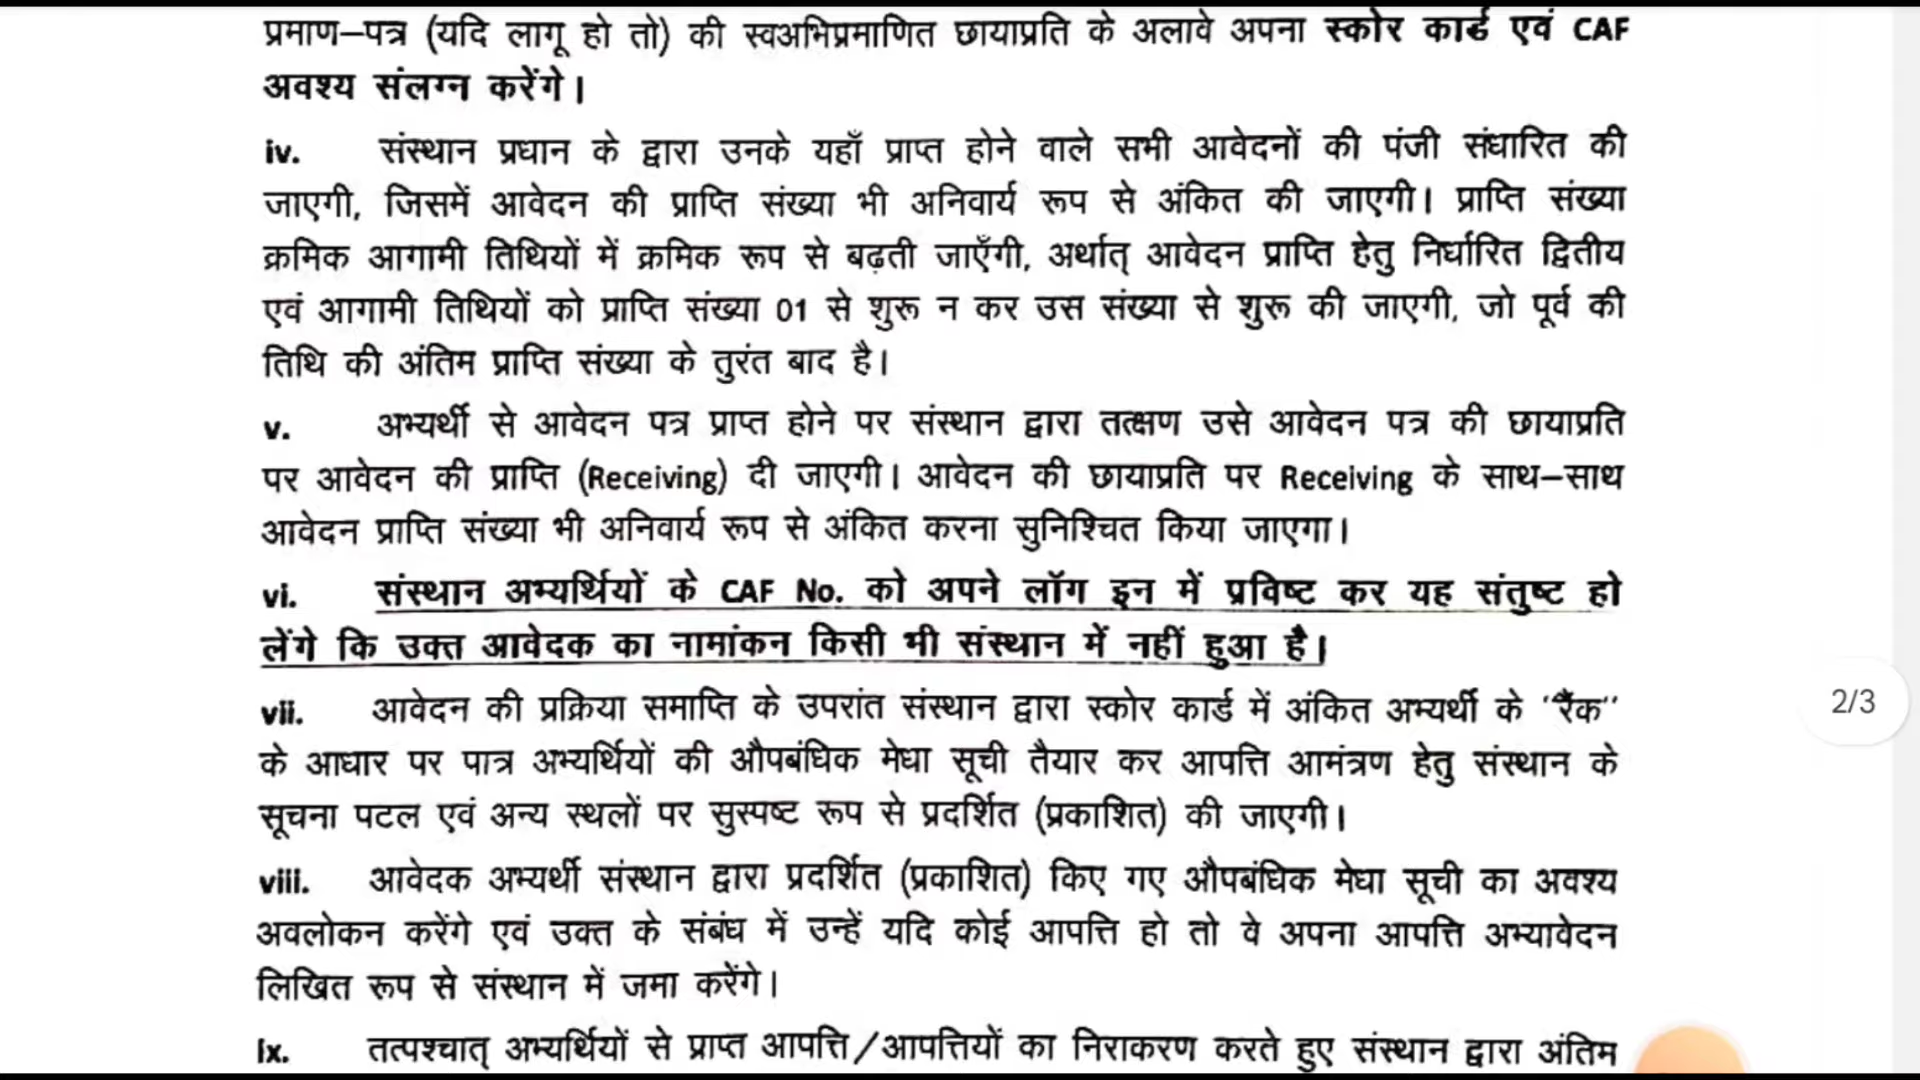 प्रमाण–पत्र (यदि लागू हो तो) की स्वअभिप्रमाणित छायाप्रति के अलावे अपना स्कोर कार्ड एवं CAF
अवश्य संलग्न करेंगे।
iv. संस्थान प्रधान के द्वारा उनके यहाँ प्राप्त होने वाले सभी आवेदनों की पंजी संधारित की
जाएगी, जिसमें आवेदन की प्राप्ति संख्या भी अनिवार्य रूप से अंकित की जाएगी। प्राप्ति संख्या
क्रमिक आगामी तिथियों में क्रमिक रूप से बढ़ती जाएँगी, अर्थात् आवेदन प्राप्ति हेतु निर्धारित द्वितीय
एवं आगामी तिथियों को प्राप्ति संख्या 01 से शुरू न कर उस संख्या से शुरू की जाएगी, जो पूर्व की
तिथि की अंतिम प्राप्ति संख्या के तुरंत बाद है।
v. अभ्यर्थी से आवेदन पत्र प्राप्त होने पर संस्थान द्वारा तत्क्षण उसे आवेदन पत्र की छायाप्रति
पर आवेदन की प्राप्ति (Receiving) दी जाएगी। आवेदन की छायाप्रति पर Receiving के साथ–साथ
आवेदन प्राप्ति संख्या भी अनिवार्य रूप से अंकित करना सुनिश्चित किया जाएगा।
vi. संस्थान अभ्यर्थियों के CAF No. को अपने लॉग इन में प्रविष्ट कर यह संतुष्ट हो
लेंगे कि उक्त आवेदक का नामांकन किसी भी संस्थान में नहीं हुआ है।
vii. आवेदन की प्रक्रिया समाप्ति के उपरांत संस्थान द्वारा स्कोर कार्ड में अंकित अभ्यर्थी के “रैंक”
के आधार पर पात्र अभ्यर्थियों की औपबंधिक मेधा सूची तैयार कर आपत्ति आमंत्रण हेतु संस्थान के
सूचना पटल एवं अन्य स्थलों पर सुस्पष्ट रूप से प्रदर्शित (प्रकाशित) की जाएगी।
viii. आवेदक अभ्यर्थी संस्थान द्वारा प्रदर्शित (प्रकाशित) किए गए औपबंधिक मेधा सूची का अवश्य
अवलोकन करेंगे एवं उक्त के संबंध में उन्हें यदि कोई आपत्ति हो तो वे अपना आपत्ति अभ्यावेदन
लिखित रूप से संस्थान में जमा करेंगे।
ix. तत्पश्चात् अभ्यर्थियों से प्राप्त आपत्ति/आपत्तियों का निराकरण करते हुए संस्थान द्वारा अंतिम
2/3